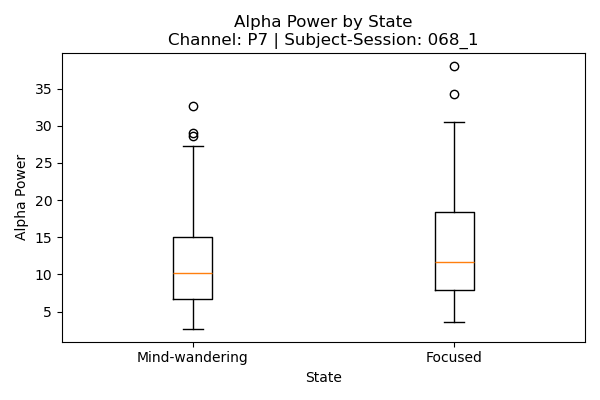 Alpha Power by State
Channel: P7 | Subject-Session: 068_1
Alpha Power
35
30
25
20
15
10
5
Mind-wandering
Focused
State